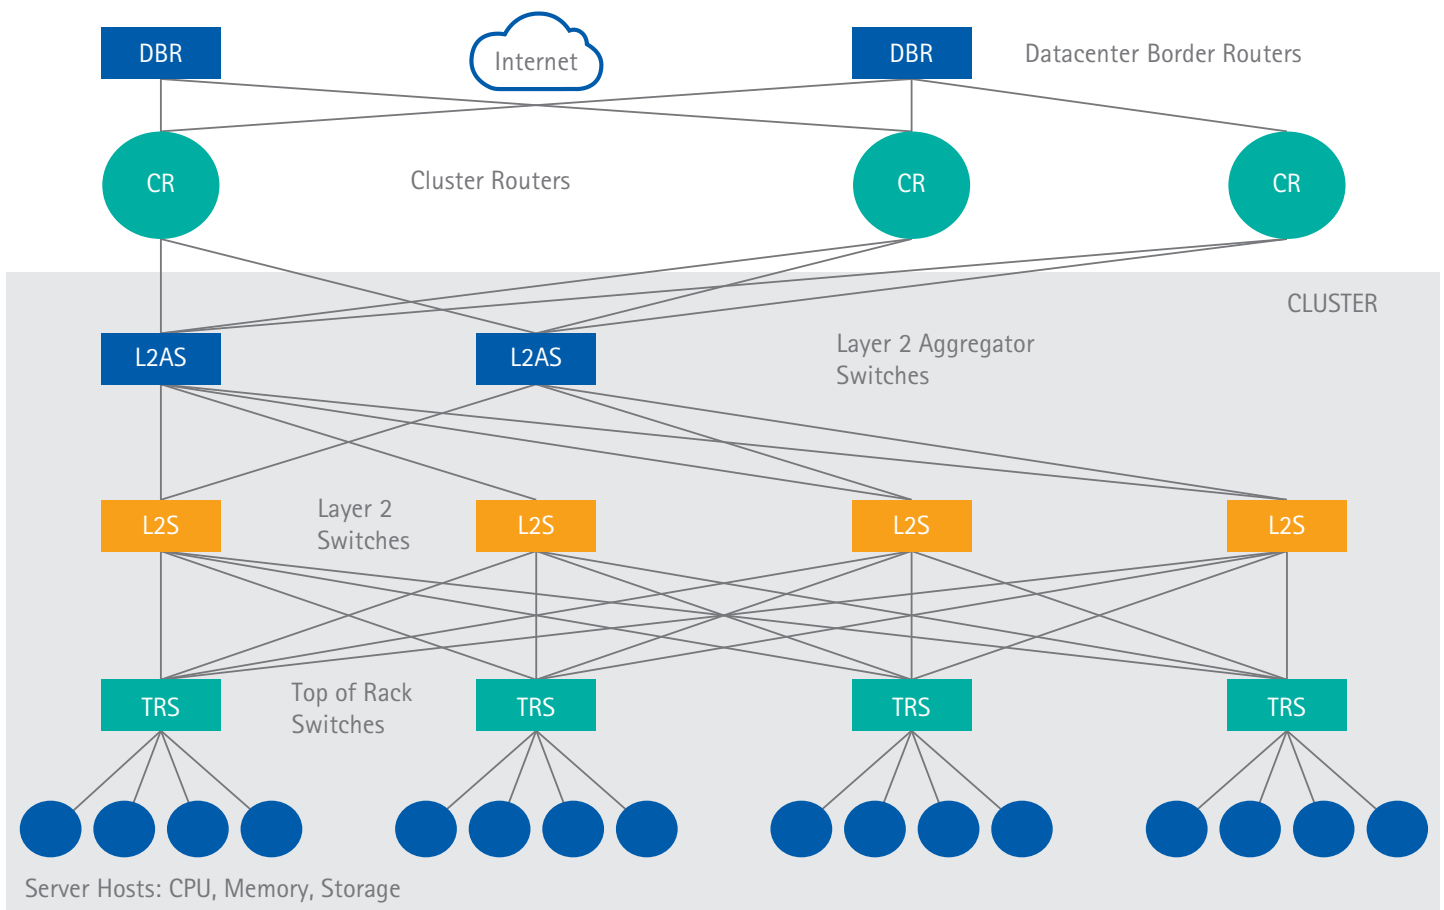 DBR
Internet
DBR
Datacenter Border Routers
CR
Cluster Routers
CR
CR
CLUSTER
L2AS
L2AS
Layer 2 Aggregator
Switches
L2S
Layer 2
Switches
L2S
L2S
L2S
TRS
Top of Rack
Switches
TRS
TRS
TRS
Server Hosts: CPU, Memory, Storage